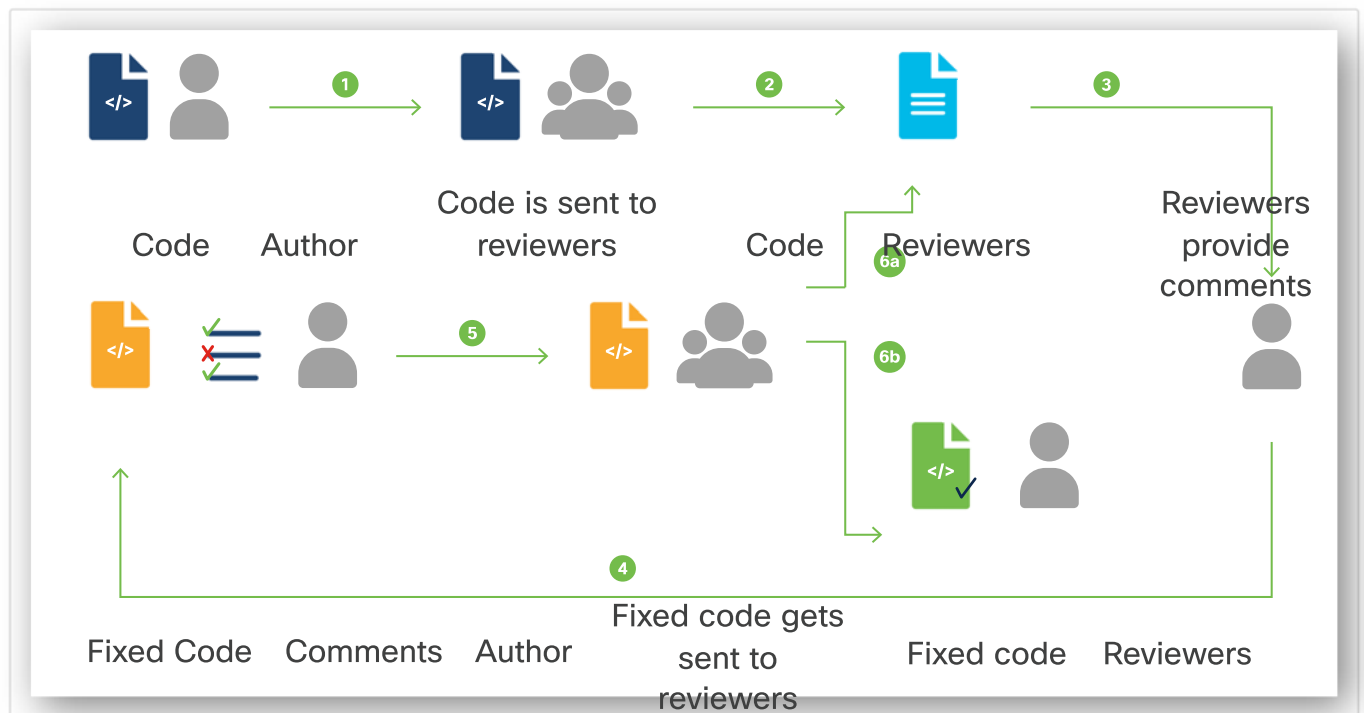 1
2
3
</>
</>
Code is sent to
reviewers
Reviewers
provide
comments
Code
Author
Code
Reviewers
6a
</>
5
</>
6b
</>
4
Fixed code gets
sent to
reviewers
Fixed Code
Comments
Author
Fixed code
Reviewers